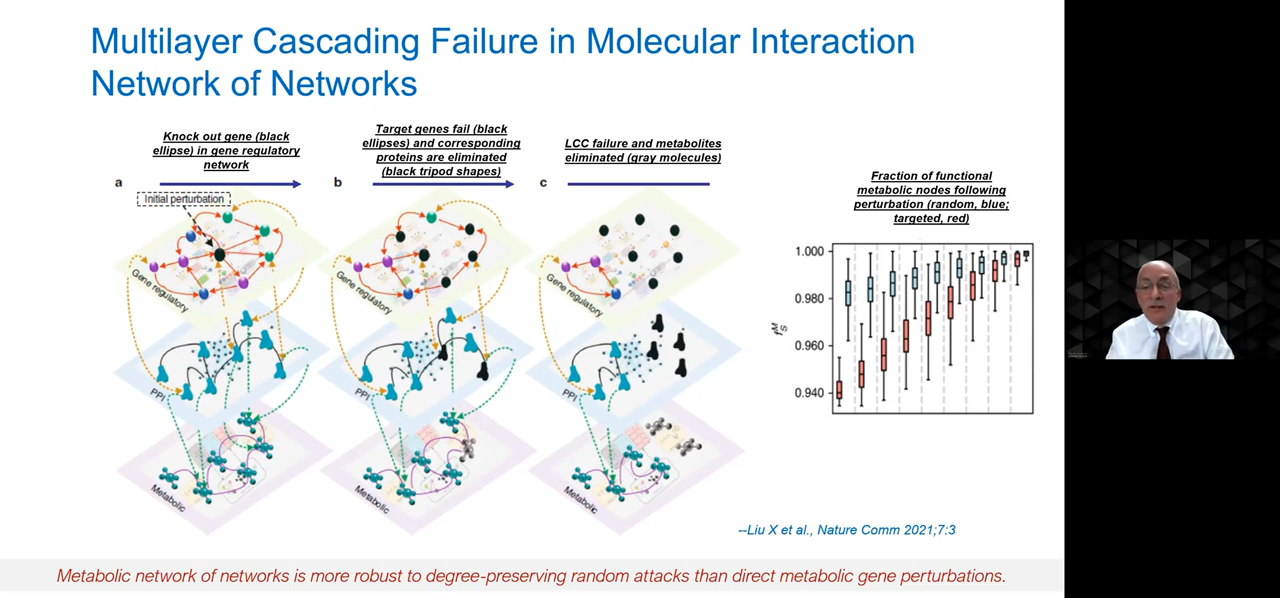 Multilayer Cascading Failure in Molecular Interaction
Network of Networks
Knock out gene (black
ellipse) in gene regulatory
network
Target genes fail (black
ellipses) and corresponding
proteins are eliminated
(black tripod shapes)
LCC failure and metabolites
eliminated (gray molecules)
Fraction of functional
metabolic nodes following
perturbation (random, blue;
targeted, red)
a
b
c
Initial perturbation
Gene regulatory
Gene regulatory
Gene regulatory
PPI
PPI
PPI
Metabolic
Metabolic
Metabolic
1.000
0.980
0.960
0.940
--Liu X et al., Nature Comm 2021;7:3
Metabolic network of networks is more robust to degree-preserving random attacks than direct metabolic gene perturbations.